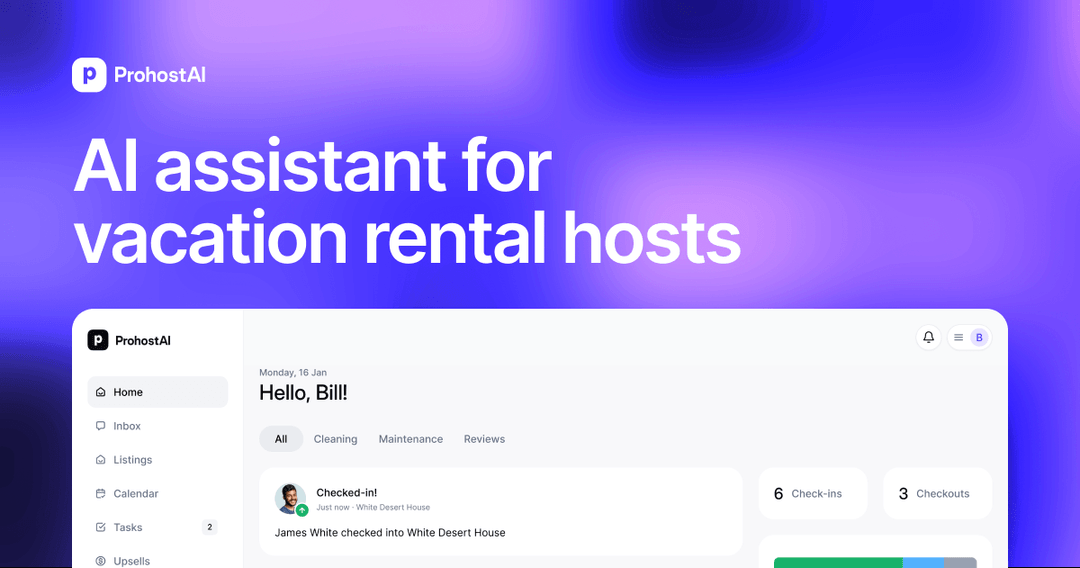 p ProhostAI
AI assistant for
vacation rental hosts
p ProhostAI
B
Monday, 16 Jan
Hello, Bill!
Home
Inbox
Listings
Calendar
Tasks 2
Upsells
All Cleaning Maintenance Reviews
Checked-in!
Just now · White Desert House
James White checked into White Desert House
6 Check-ins
3 Checkouts